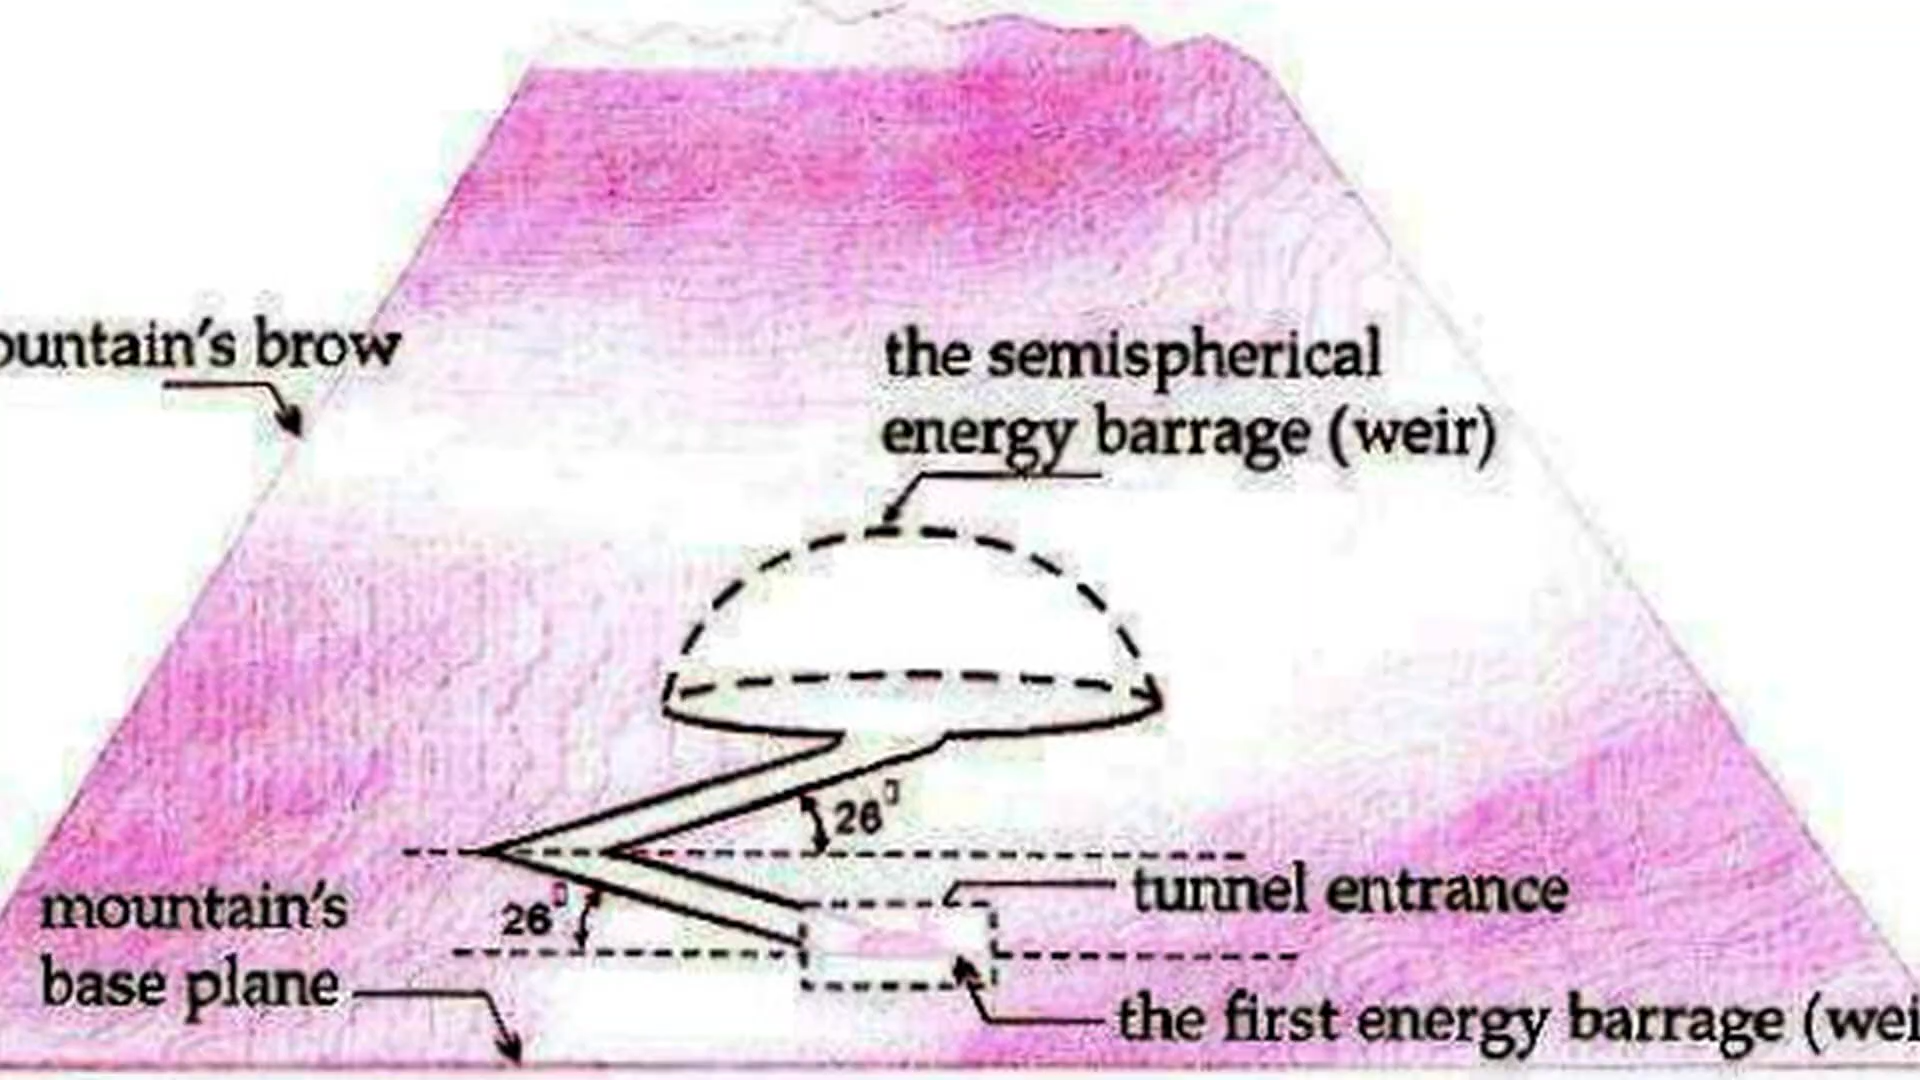 ountain's brow
the semispherical
energy barrage (weir)
26
tunnel entrance
26
mountain's
base plane
the first energy barrage (wei